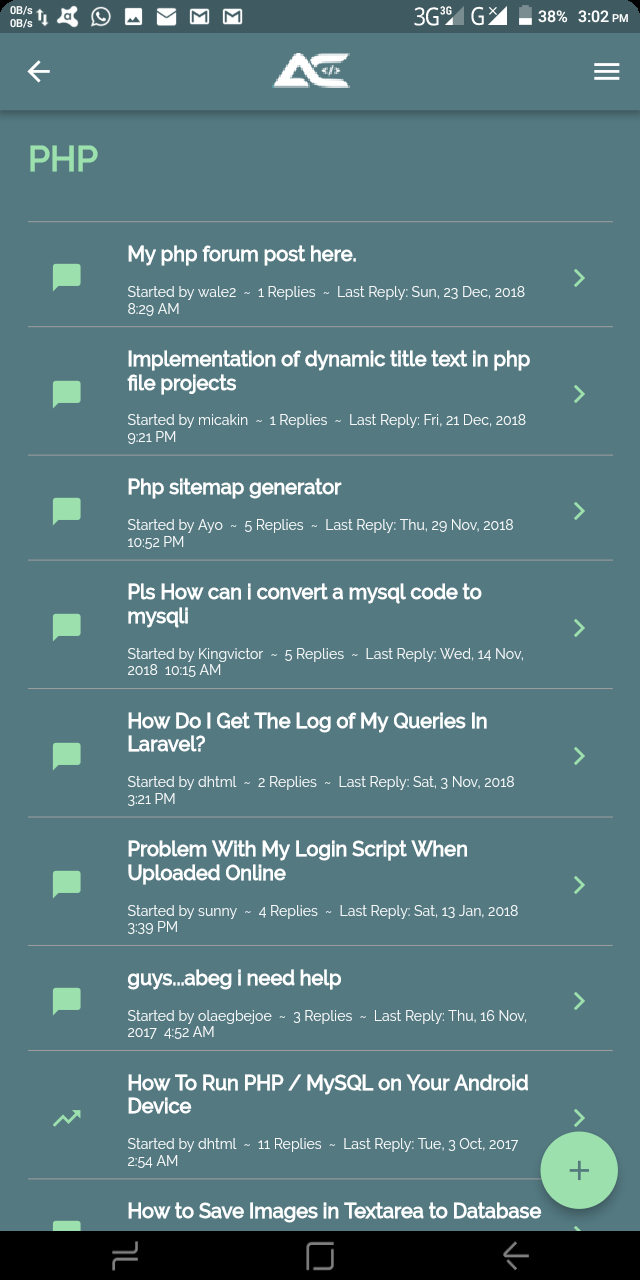 0B/s
0B/s
3G 3G G 38% 3:02 PM
AC </>
PHP
My php forum post here.
Started by wale2 ~ 1 Replies ~ Last Reply: Sun, 23 Dec, 2018
8:29 AM
Implementation of dynamic title text in php
file projects
Started by micakin ~ 1 Replies ~ Last Reply: Fri, 21 Dec, 2018
9:21 PM
Php sitemap generator
Started by Ayo ~ 5 Replies ~ Last Reply: Thu, 29 Nov, 2018
10:52 PM
Pls How can i convert a mysql code to
mysqli
Started by Kingvictor ~ 5 Replies ~ Last Reply: Wed, 14 Nov,
2018 10:15 AM
How Do I Get The Log of My Queries In
Laravel?
Started by dhtml ~ 2 Replies ~ Last Reply: Sat, 3 Nov, 2018
3:21 PM
Problem With My Login Script When
Uploaded Online
Started by sunny ~ 4 Replies ~ Last Reply: Sat, 13 Jan, 2018
3:39 PM
guys...abeg i need help
Started by olaegbejoe ~ 3 Replies ~ Last Reply: Thu, 16 Nov,
2017 4:52 AM
How To Run PHP / MySQL on Your Android
Device
Started by dhtml ~ 11 Replies ~ Last Reply: Tue, 3 Oct, 2017
2:54 AM
How to Save Images in Textarea to Database